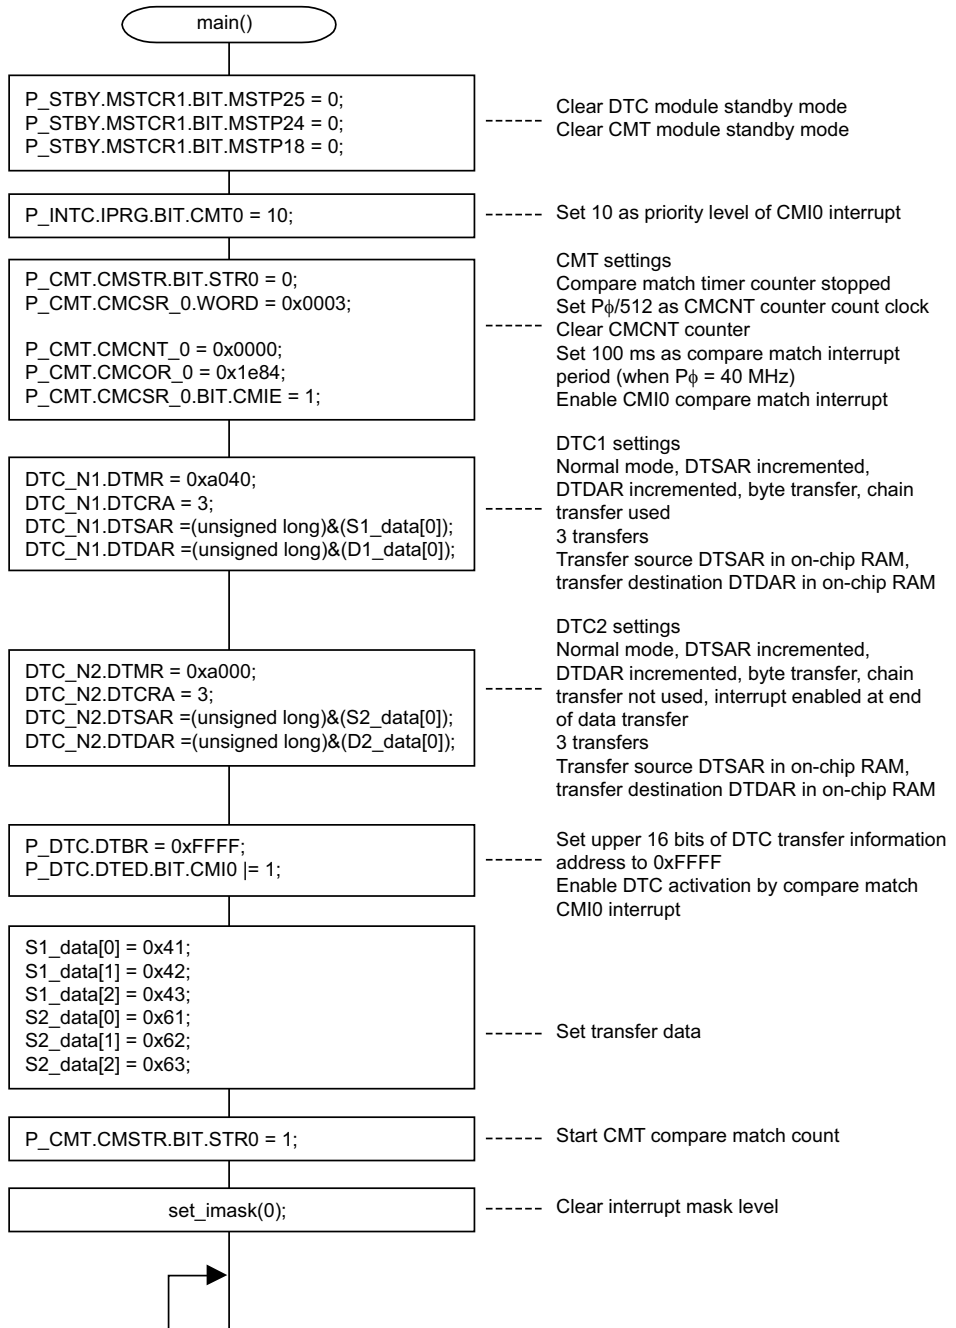 main()
P_STBY.MSTCR1.BIT.MSTP25 = 0;
P_STBY.MSTCR1.BIT.MSTP24 = 0;
P_STBY.MSTCR1.BIT.MSTP18 = 0;
Clear DTC module standby mode
Clear CMT module standby mode
P_INTC.IPRG.BIT.CMT0 = 10;
Set 10 as priority level of CMI0 interrupt
P_CMT.CMSTR.BIT.STR0 = 0;
P_CMT.CMCSR_0.WORD = 0x0003;
P_CMT.CMCNT_0 = 0x0000;
P_CMT.CMCOR_0 = 0x1e84;
P_CMT.CMCSR_0.BIT.CMIE = 1;
CMT settings
Compare match timer counter stopped
Set Pϕ/512 as CMCNT counter count clock
Clear CMCNT counter
Set 100 ms as compare match interrupt
period (when Pϕ = 40 MHz)
Enable CMI0 compare match interrupt
DTC_N1.DTMR = 0xa040;
DTC_N1.DTCRA = 3;
DTC_N1.DTSAR =(unsigned long)&(S1_data[0]);
DTC_N1.DTDAR =(unsigned long)&(D1_data[0]);
DTC1 settings
Normal mode, DTSAR incremented,
DTDAR incremented, byte transfer, chain
transfer used
3 transfers
Transfer source DTSAR in on-chip RAM,
transfer destination DTDAR in on-chip RAM
DTC_N2.DTMR = 0xa000;
DTC_N2.DTCRA = 3;
DTC_N2.DTSAR =(unsigned long)&(S2_data[0]);
DTC_N2.DTDAR =(unsigned long)&(D2_data[0]);
DTC2 settings
Normal mode, DTSAR incremented,
DTDAR incremented, byte transfer, chain
transfer not used, interrupt enabled at end
of data transfer
3 transfers
Transfer source DTSAR in on-chip RAM,
transfer destination DTDAR in on-chip RAM
P_DTC.DTBR = 0xFFFF;
P_DTC.DTED.BIT.CMI0 |= 1;
Set upper 16 bits of DTC transfer information
address to 0xFFFF
Enable DTC activation by compare match
CMI0 interrupt
S1_data[0] = 0x41;
S1_data[1] = 0x42;
S1_data[2] = 0x43;
S2_data[0] = 0x61;
S2_data[1] = 0x62;
S2_data[2] = 0x63;
Set transfer data
P_CMT.CMSTR.BIT.STR0 = 1;
Start CMT compare match count
set_imask(0);
Clear interrupt mask level